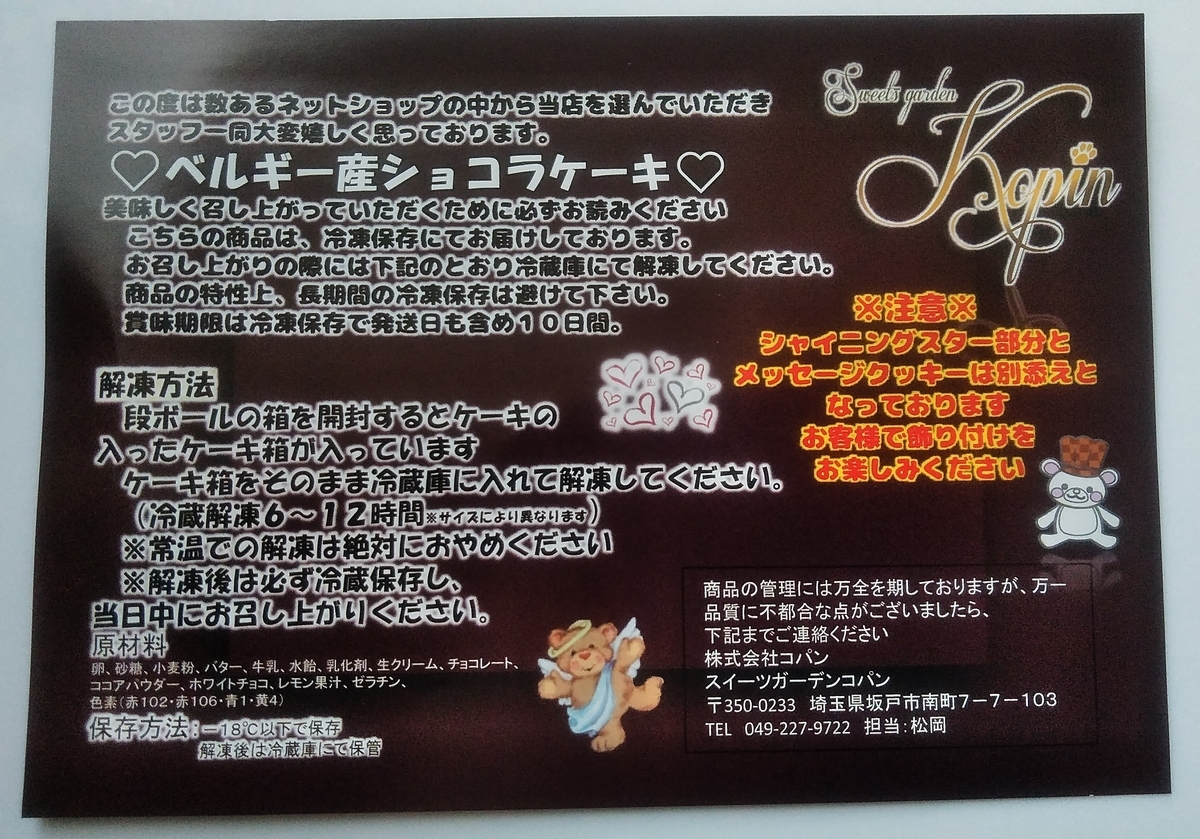 この度は数あるネットショップの中から当店を選んでいただき
スタッフ一同大変嬉しく思っております。
♡ベルギー産ショコラケーキ♡
美味しく召し上がっていただくために必ずお読みください
こちらの商品は、冷凍保存にてお届けしております。
お召し上がりの際には下記のとおり冷蔵庫にて解凍してください。
商品の特性上、長期間の冷凍保存は避けて下さい。
賞味期限は冷凍保存で発送日も含め10日間。
Sweets garden
Kopin
※注意※
シャイニングスター部分と
メッセージクッキーは別添えと
なっております
お客様で飾り付けを
お楽しみください
解凍方法
段ボールの箱を開封するとケーキの
入ったケーキ箱が入っています
ケーキ箱をそのまま冷蔵庫に入れて解凍してください。
(冷蔵解凍6〜12時間※サイズにより異なります)
※常温での解凍は絶対におやめください
※解凍後は必ず冷蔵保存し、
当日中にお召し上がりください。
原材料
卵、砂糖、小麦粉、バター、牛乳、水飴、乳化剤、生クリーム、チョコレート、
ココアパウダー、ホワイトチョコ、レモン果汁、ゼラチン、
色素(赤102・赤106・青1・黄4)
保存方法:－18℃以下で保存
解凍後は冷蔵庫にて保管
商品の管理には万全を期しておりますが、万一
品質に不都合な点がございましたら、
下記までご連絡ください
株式会社コパン
スイーツガーデンコパン
〒350-0233 埼玉県坂戸市南町7－7－103
TEL 049-227-9722 担当:松岡